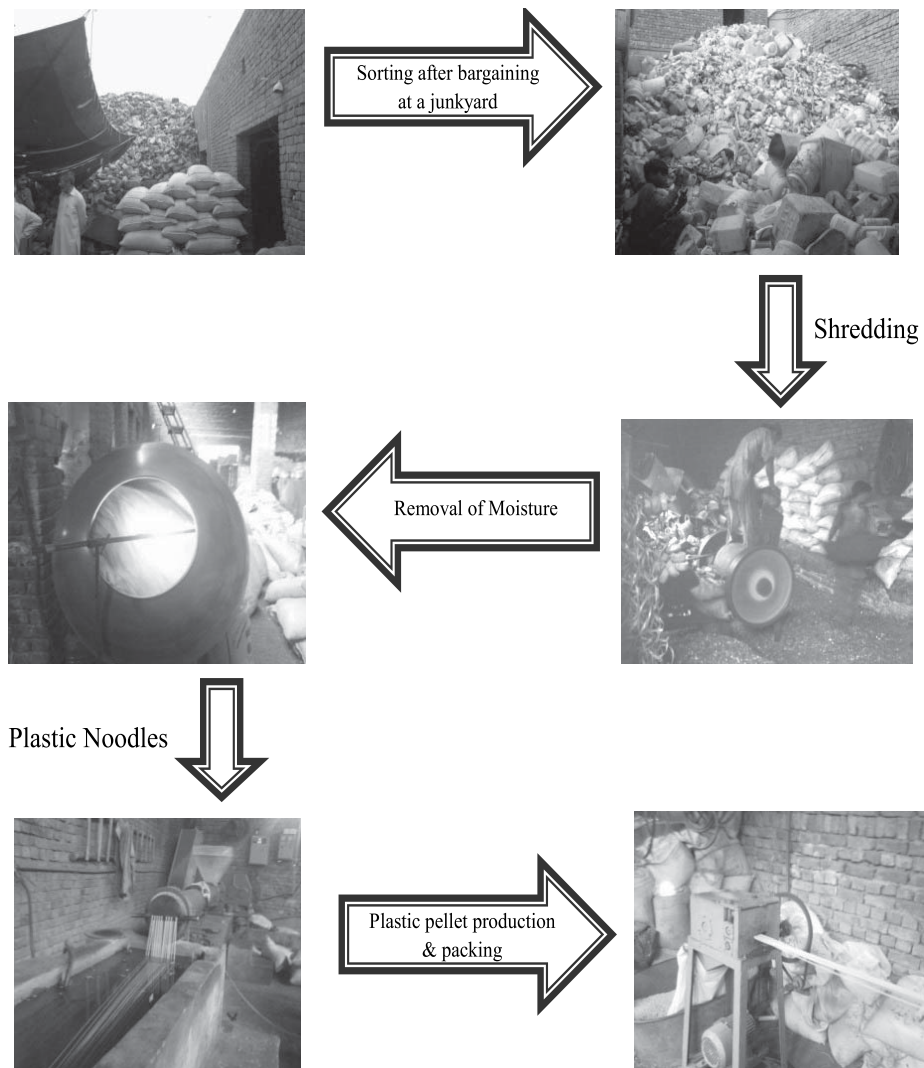 Sorting after bargaining
at a junkyard
Shredding
Removal of Moisture
Plastic Noodles
Plastic pellet production
& packing